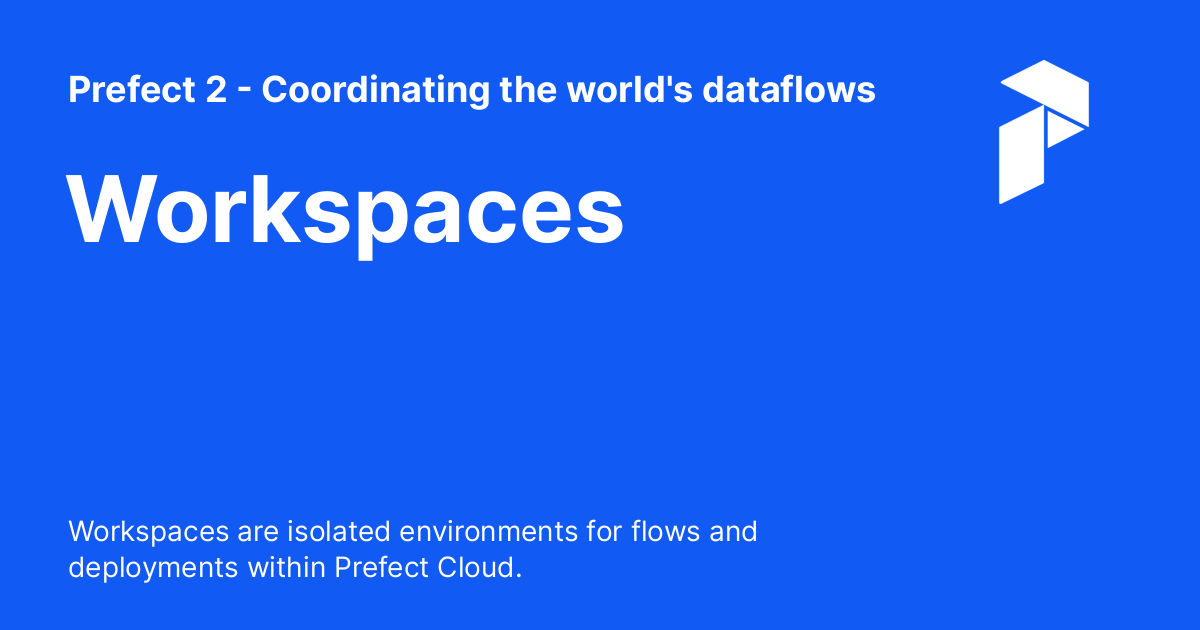 Prefect 2 - Coordinating the world's dataflows
Workspaces
Workspaces are isolated environments for flows and
deployments within Prefect Cloud.